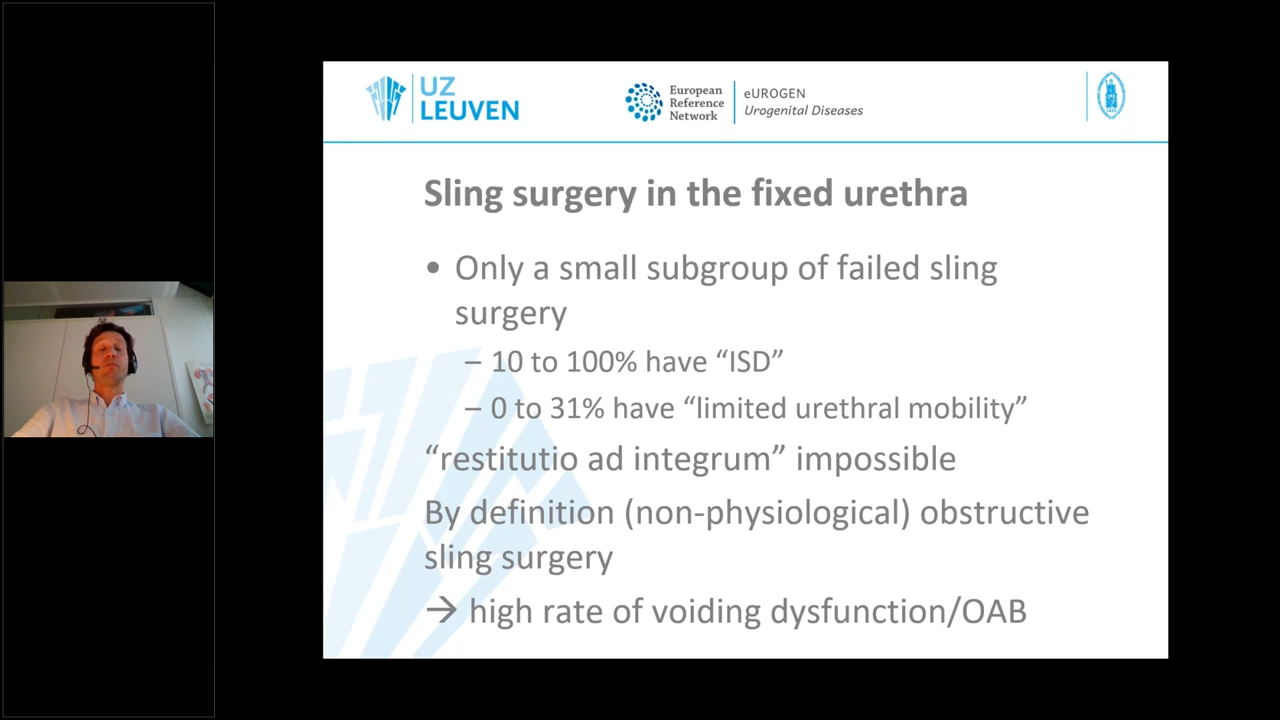 UZ
LEUVEN
European
Reference
Network
eUROGEN
Urogenital Diseases
Sling surgery in the fixed urethra
• Only a small subgroup of failed sling
surgery
– 10 to 100% have “ISD”
– 0 to 31% have “limited urethral mobility”
“restitutio ad integrum” impossible
By definition (non-physiological) obstructive
sling surgery
→ high rate of voiding dysfunction/OAB